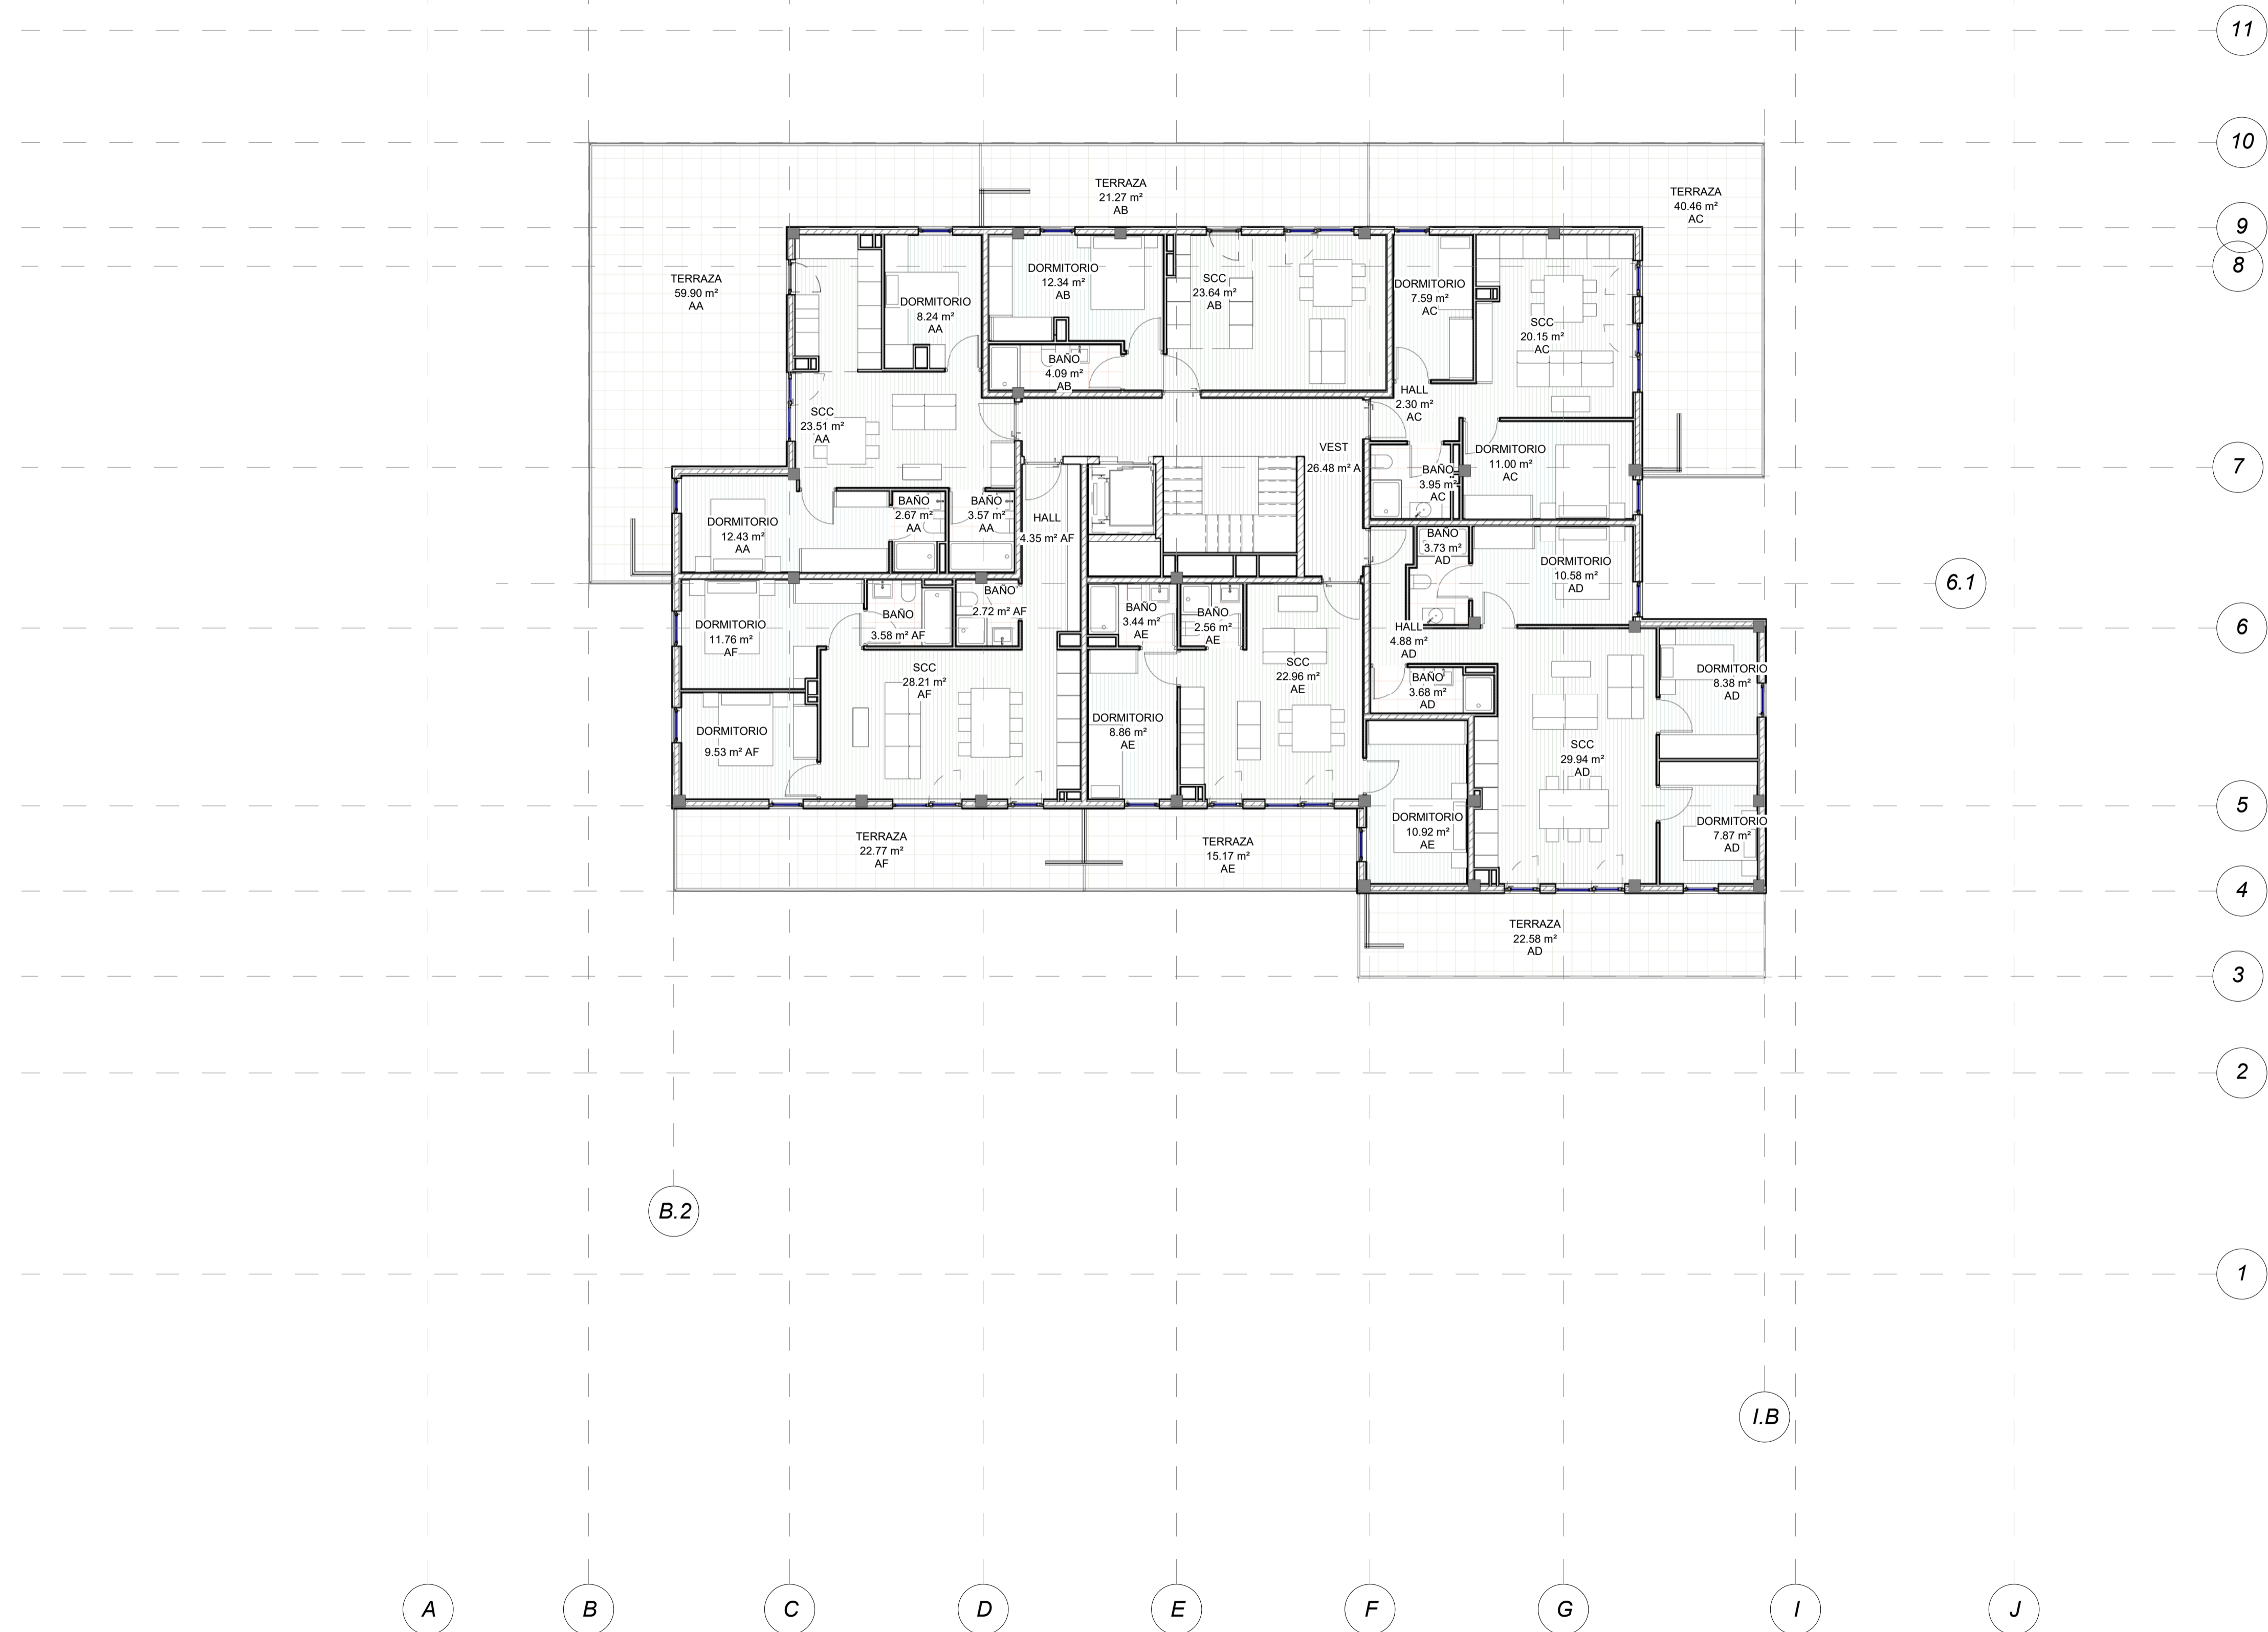 11
10
9
8
7
6.1
6
5
4
3
2
1
TERRAZA
21.27 m²
AB
TERRAZA
40.46 m²
AC
TERRAZA
59.90 m²
AA
DORMITORIO
8.24 m²
AA
DORMITORIO
12.34 m²
AB
SCC
23.64 m²
AB
DORMITORIO
7.59 m²
AC
SCC
20.15 m²
AC
BAÑO
4.09 m²
AB
HALL
2.30 m²
AC
SCC
23.51 m²
AA
VEST
26.48 m² A
DORMITORIO
11.00 m²
AC
BAÑO
3.95 m²
AC
DORMITORIO
12.43 m²
AA
BAÑO
2.67 m²
AA
BAÑO
3.57 m²
AA
HALL
4.35 m² AF
BAÑO
3.73 m²
AD
DORMITORIO
10.58 m²
AD
DORMITORIO
11.76 m²
AF
BAÑO
3.58 m² AF
BAÑO
2.72 m² AF
BAÑO
3.44 m²
AE
BAÑO
2.56 m²
AE
HALL
4.88 m²
AD
SCC
28.21 m²
AF
SCC
22.96 m²
AE
BAÑO
3.68 m²
AD
DORMITORIO
8.38 m²
AD
DORMITORIO
9.53 m² AF
DORMITORIO
8.86 m²
AE
SCC
29.94 m²
AD
DORMITORIO
10.92 m²
AE
DORMITORIO
7.87 m²
AD
TERRAZA
22.77 m²
AF
TERRAZA
15.17 m²
AE
TERRAZA
22.58 m²
AD
B.2
I.B
A
B
C
D
E
F
G
I
J